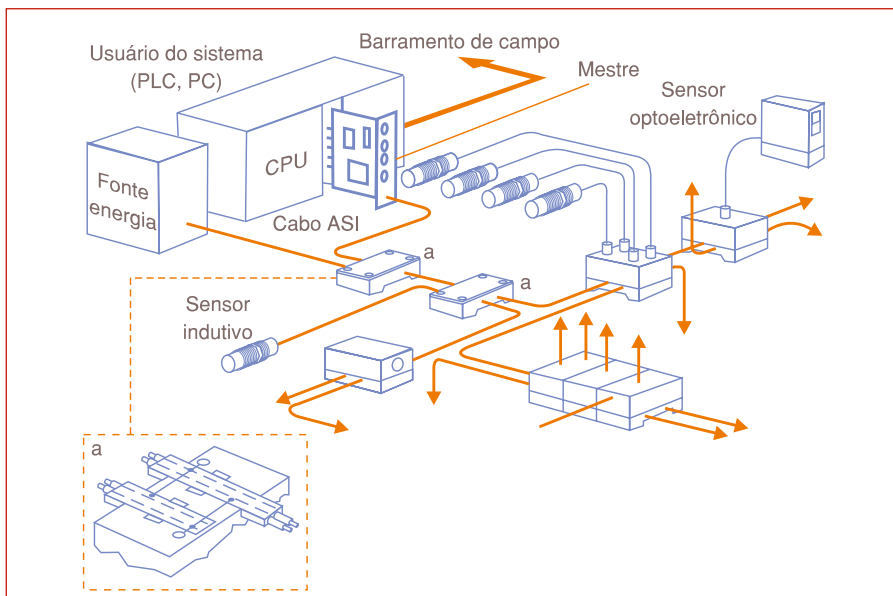 Usuário do sistema
(PLC, PC)
Barramento de campo
Mestre
Sensor
optoeletrônico
CPU
Fonte
energia
Cabo ASI
a
a
Sensor
indutivo
a